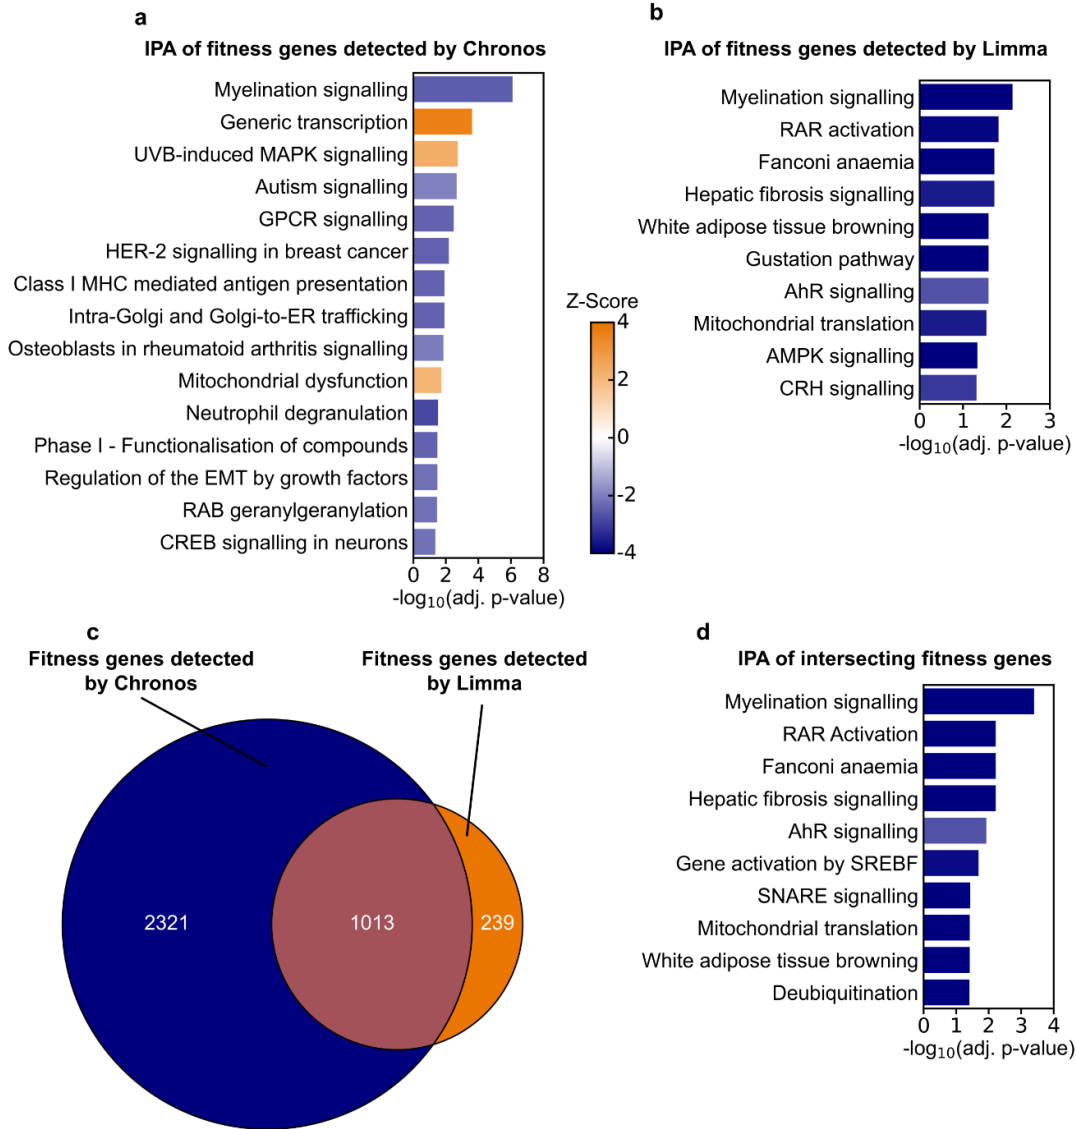 a
IPA of fitness genes detected by Chronos
Myelination signalling
Generic transcription
UVB-induced MAPK signalling
Autism signalling
GPCR signalling
HER-2 signalling in breast cancer
Class I MHC mediated antigen presentation
Intra-Golgi and Golgi-to-ER trafficking
Osteoblasts in rheumatoid arthritis signalling
Mitochondrial dysfunction
Neutrophil degranulation
Phase I - Functionalisation of compounds
Regulation of the EMT by growth factors
RAB geranylgeranylation
CREB signalling in neurons
0 2 4 6 8
-log10(adj. p-value)
Z-Score
4
2
0
-2
-4
b
IPA of fitness genes detected by Limma
Myelination signalling
RAR activation
Fanconi anaemia
Hepatic fibrosis signalling
White adipose tissue browning
Gustation pathway
AhR signalling
Mitochondrial translation
AMPK signalling
CRH signalling
0 1 2 3
-log10(adj. p-value)
c
Fitness genes detected
by Chronos
Fitness genes detected
by Limma
2321
1013
239
d
IPA of intersecting fitness genes
Myelination signalling
RAR Activation
Fanconi anaemia
Hepatic fibrosis signalling
AhR signalling
Gene activation by SREBF
SNARE signalling
Mitochondrial translation
White adipose tissue browning
Deubiquitination
0 1 2 3 4
-log10(adj. p-value)